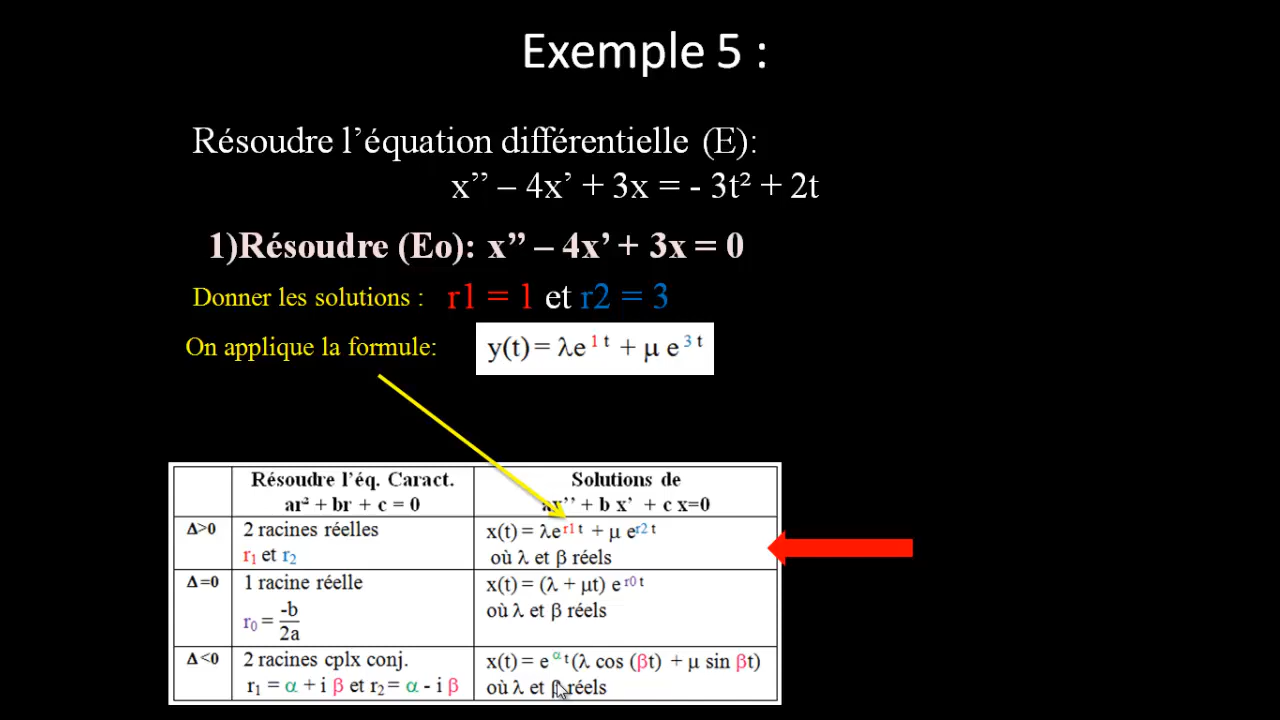 Exemple 5 :
Résoudre l’équation différentielle (E):
x’’ – 4x’ + 3x = - 3t² + 2t
1)Résoudre (Eo): x’’ – 4x’ + 3x = 0
Donner les solutions : r1 = 1 et r2 = 3
On applique la formule: y(t) = λe 1 t + μ e 3 t
Résoudre l’éq. Caract. Solutions de
ar² + br + c = 0 ax’’ + b x’ + c x=0
Δ>0 2 racines réelles x(t) = λe r1 t + μ e r2 t
r1 et r2 où λ et β réels
Δ=0 1 racine réelle x(t) = (λ + μt) e r0 t
r0 = -b/2a où λ et β réels
Δ<0 2 racines cplx conj. x(t) = e α t (λ cos (βt) + μ sin βt)
r1 = α + i β et r2 = α - i β où λ et β réels